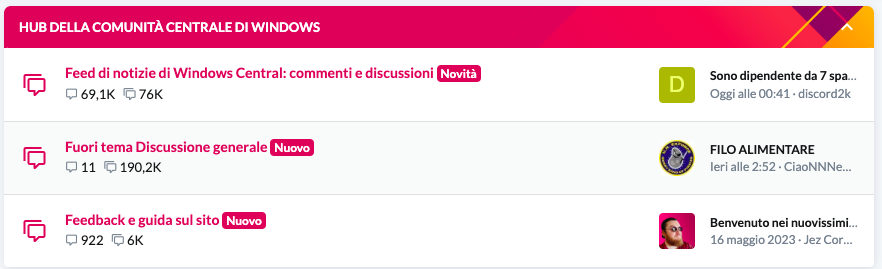 HUB DELLA COMUNITÀ CENTRALE DI WINDOWS
Feed di notizie di Windows Central: commenti e discussioni Novità
69,1K 76K
D
Sono dipendente da 7 spa...
Oggi alle 00:41 · discord2k
Fuori tema Discussione generale Nuovo
11 190,2K
FILO ALIMENTARE
Ieri alle 2:52 · CiaoNNNe...
Feedback e guida sul sito Nuovo
922 6K
Benvenuto nei nuovissimi...
16 maggio 2023 · Jez Cor...